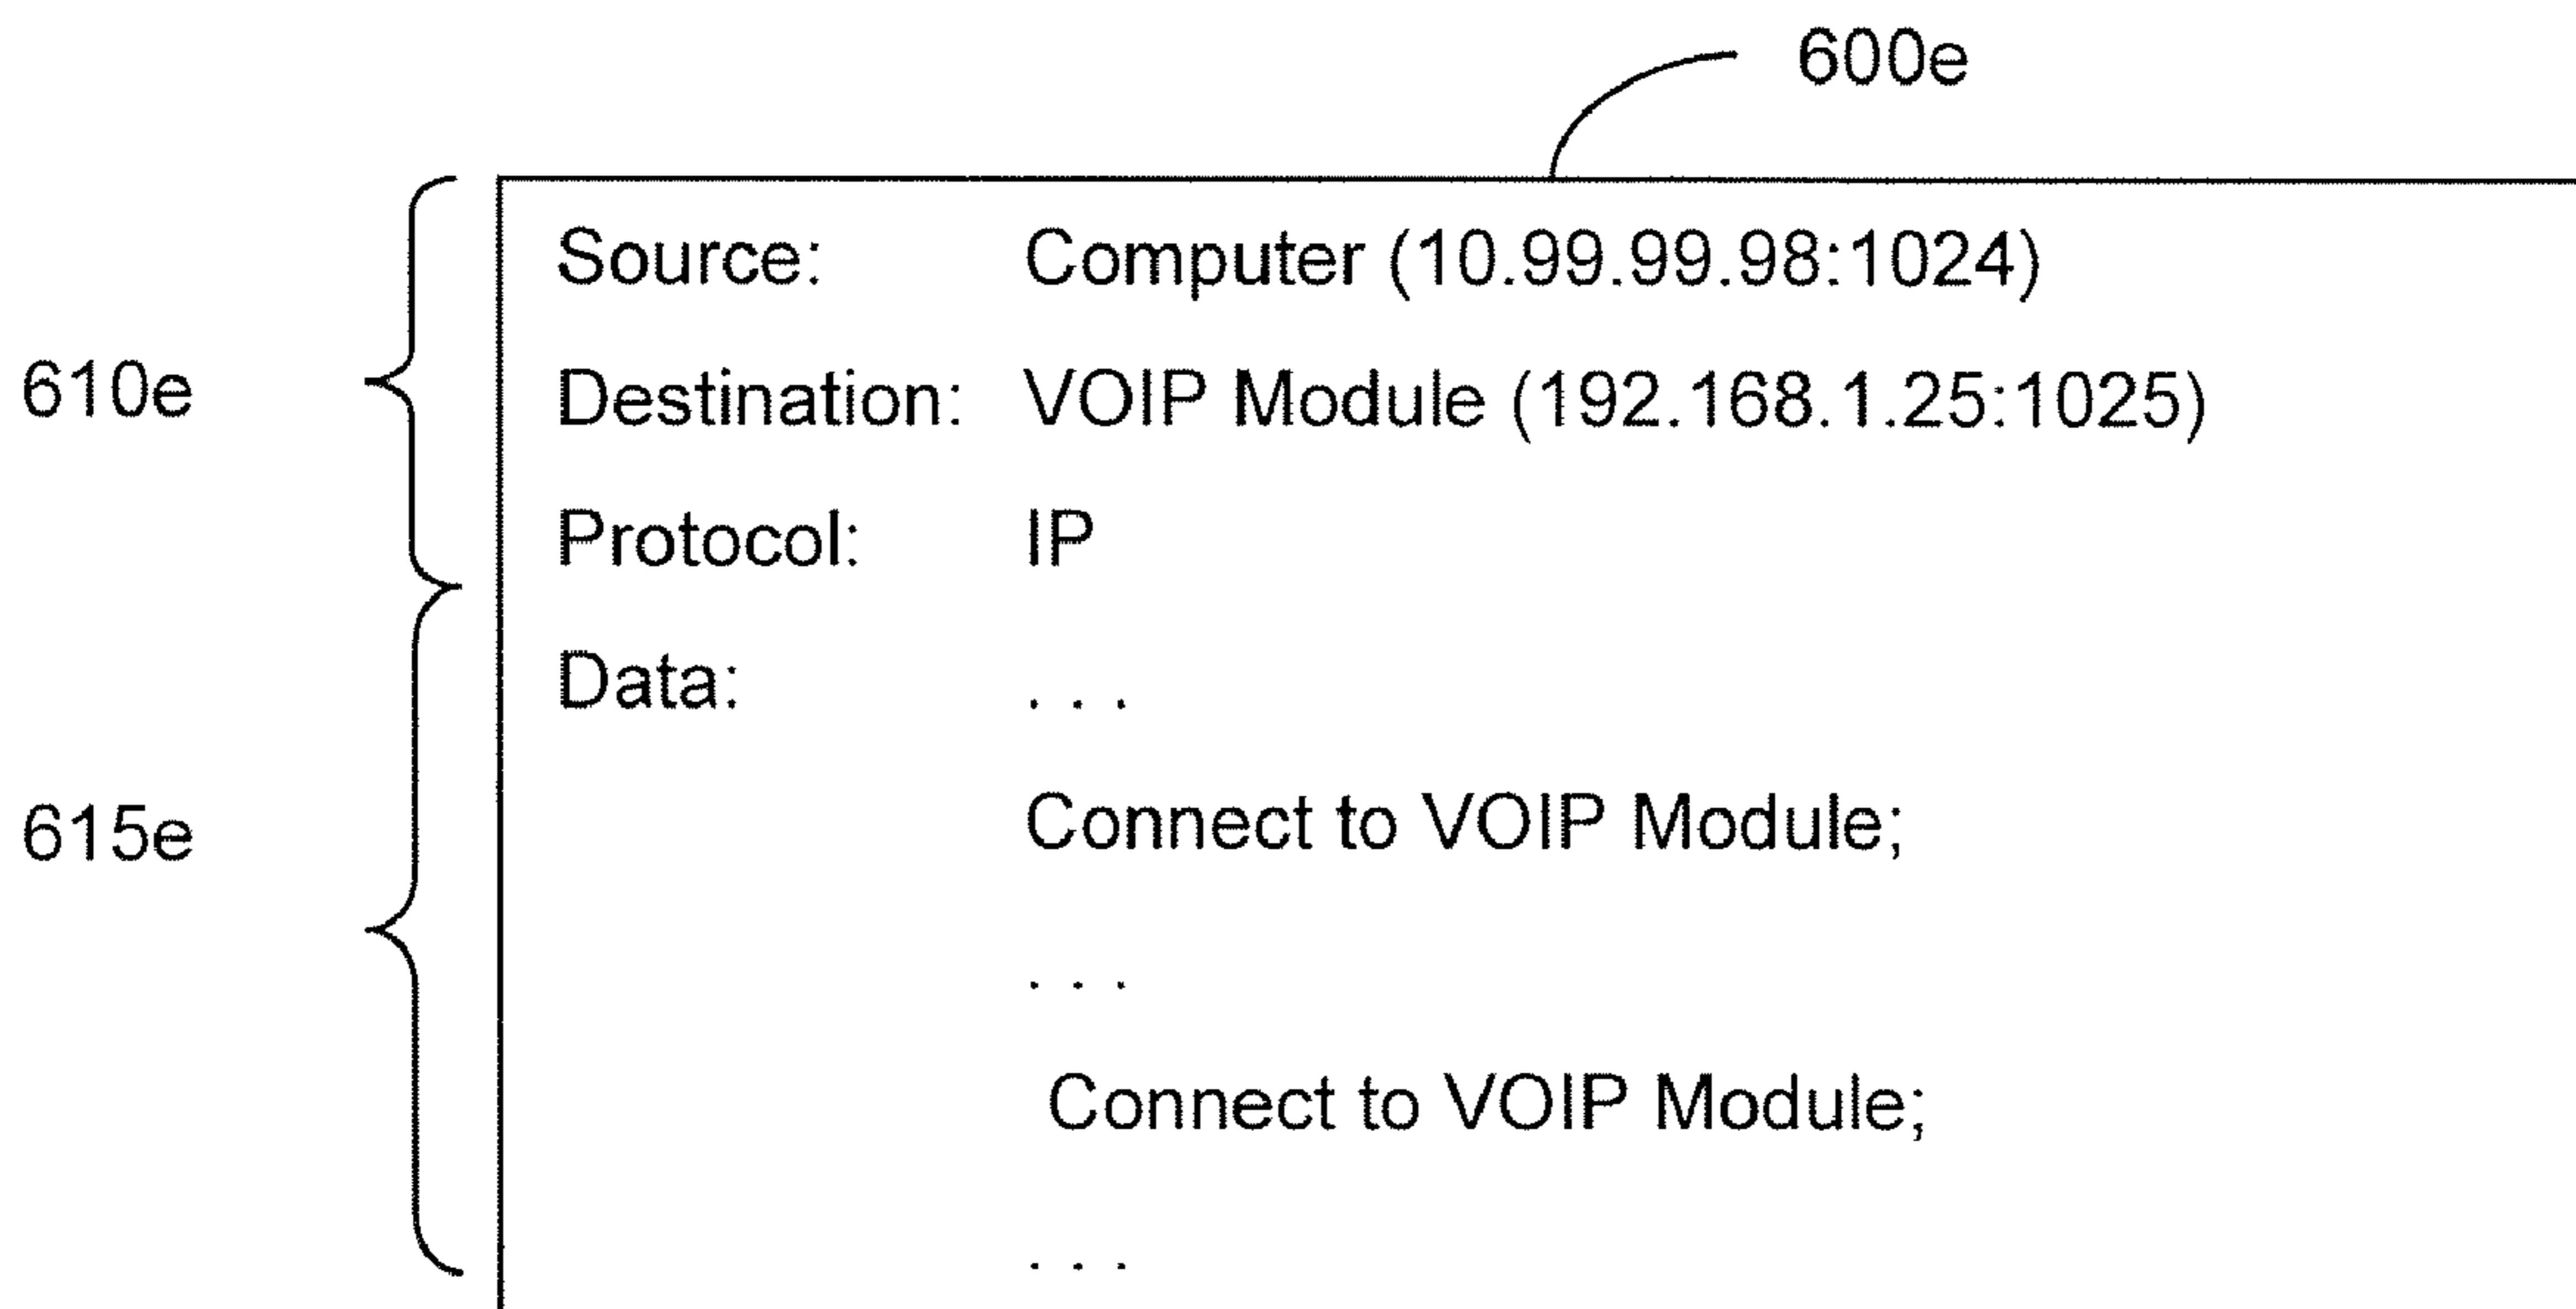 600e
Source: Computer (10.99.99.98:1024)
610e
Destination: VOIP Module (192.168.1.25:1025)
Protocol: IP
Data: . . .
615e
Connect to VOIP Module;
. . .
Connect to VOIP Module;
. . .